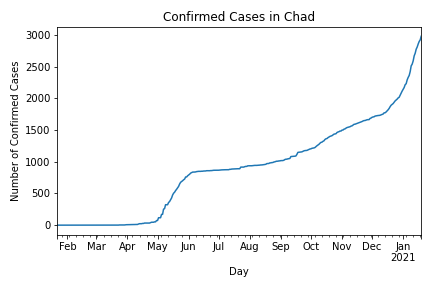 Confirmed Cases in Chad
3000
2500
2000
1500
1000
500
0
Number of Confirmed Cases
Feb Mar Apr May Jun Jul Aug Sep Oct Nov Dec Jan
2021
Day